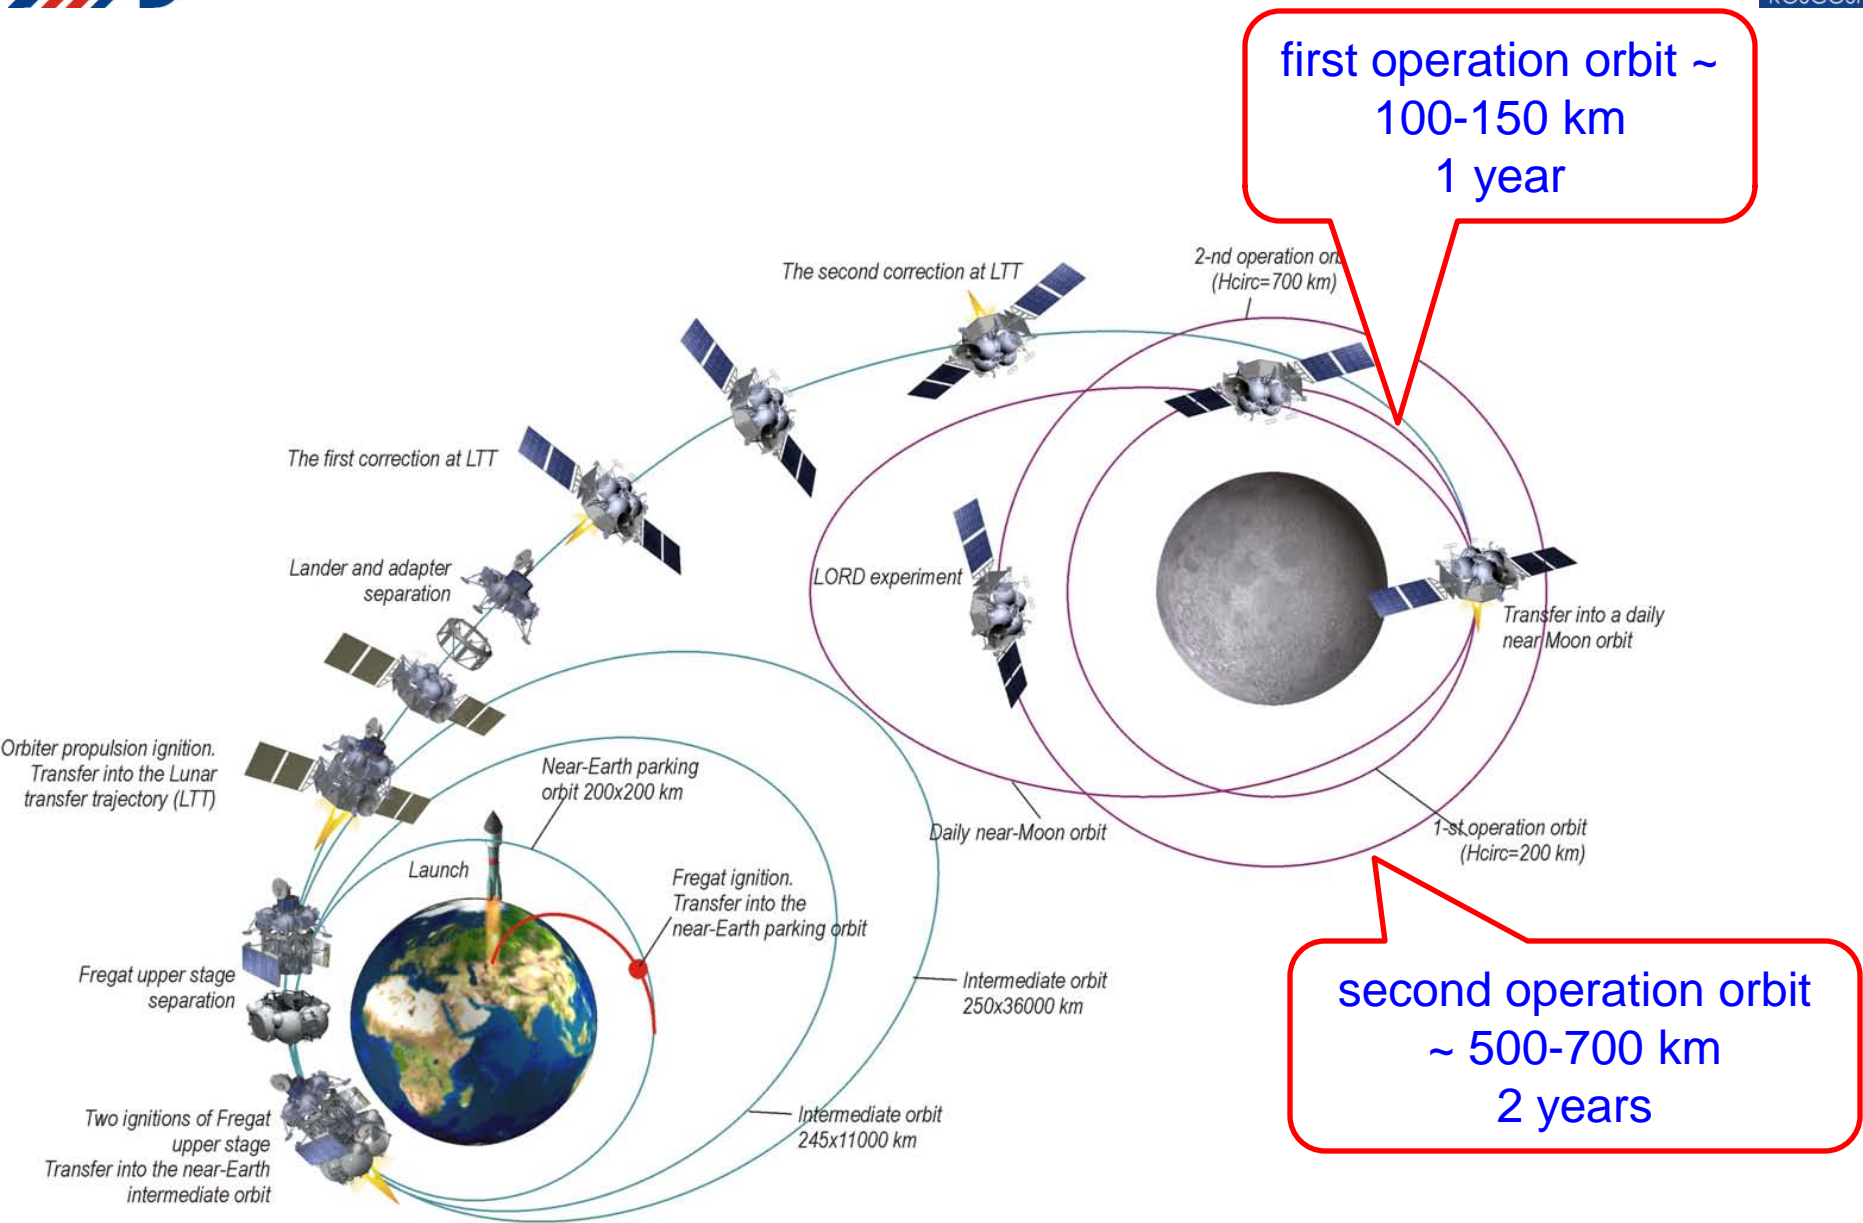 first operation orbit ~
100-150 km
1 year
2-nd operation
(Hcirc=700 km)
The second correction at LTT
The first correction at LTT
Lander and adapter
separation
LORD experiment
Transfer into a daily
near Moon orbit
Orbiter propulsion ignition.
Transfer into the Lunar
transfer trajectory (LTT)
Near-Earth parking
orbit 200x200 km
Daily near-Moon orbit
1-st operation orbit
(Hcirc=200 km)
Launch
Fregat ignition.
Transfer into the
near-Earth parking orbit
Fregat upper stage
separation
Intermediate orbit
250x36000 km
second operation orbit
~ 500-700 km
2 years
Two ignitions of Fregat
upper stage
Transfer into the near-Earth
intermediate orbit
Intermediate orbit
245x11000 km